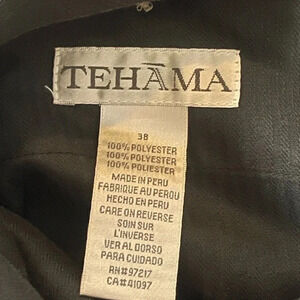 TEHĀMA
38
100% POLYESTER
100% POLYESTER
100% POLIESTER
MADE IN PERU
FABRIQUE AU PEROU
HECHO EN PERU
CARE ON REVERSE
SOIN SUR
L'INVERSE
VER AL DORSO
PARA CUIDADO
RN#97217
CA#41097